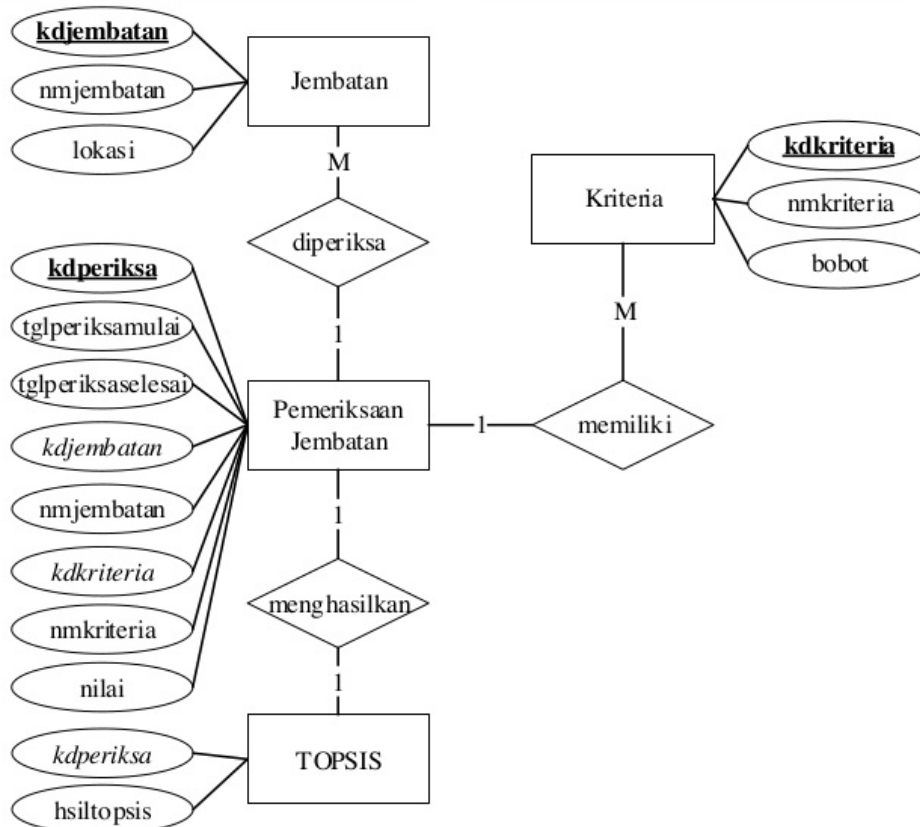 kdjembatan
nmjembatan
lokasi
Jembatan
M
diperiksa
1
kdkriteria
nmkriteria
bobot
Kriteria
M
memiliki
1
kdperiksa
tglperiksamulai
tglperiksaselesai
kdjembatan
nmjembatan
kdkriteria
nmkriteria
nilai
Pemeriksaan
Jembatan
1
menghasilkan
1
kdperiksa
hsiltopsis
TOPSIS